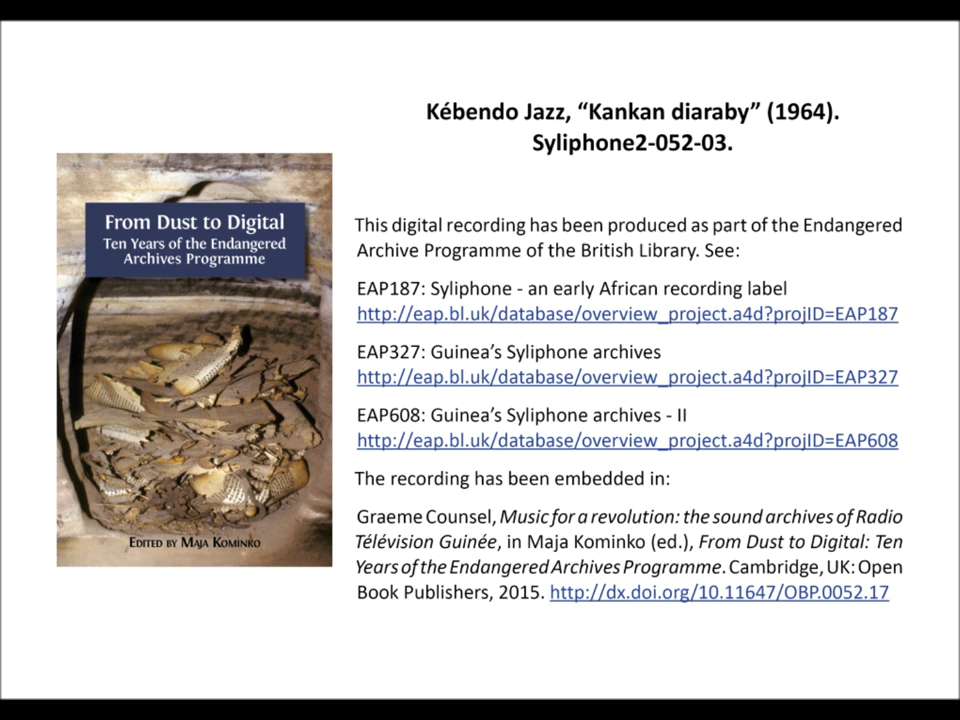 Kébendo Jazz, “Kankan diaraby” (1964).
Syliphone2-052-03.
From Dust to Digital
Ten Years of the Endangered
Archives Programme
EDITED BY MAJA KOMINKO
This digital recording has been produced as part of the Endangered
Archive Programme of the British Library. See:
EAP187: Syliphone - an early African recording label
http://eap.bl.uk/database/overview_project.a4d?projID=EAP187
EAP327: Guinea’s Syliphone archives
http://eap.bl.uk/database/overview_project.a4d?projID=EAP327
EAP608: Guinea’s Syliphone archives - II
http://eap.bl.uk/database/overview_project.a4d?projID=EAP608
The recording has been embedded in:
Graeme Counsel, Music for a revolution: the sound archives of Radio
Télévision Guinée, in Maja Kominko (ed.), From Dust to Digital: Ten
Years of the Endangered Archives Programme. Cambridge, UK: Open
Book Publishers, 2015. http://dx.doi.org/10.11647/OBP.0052.17